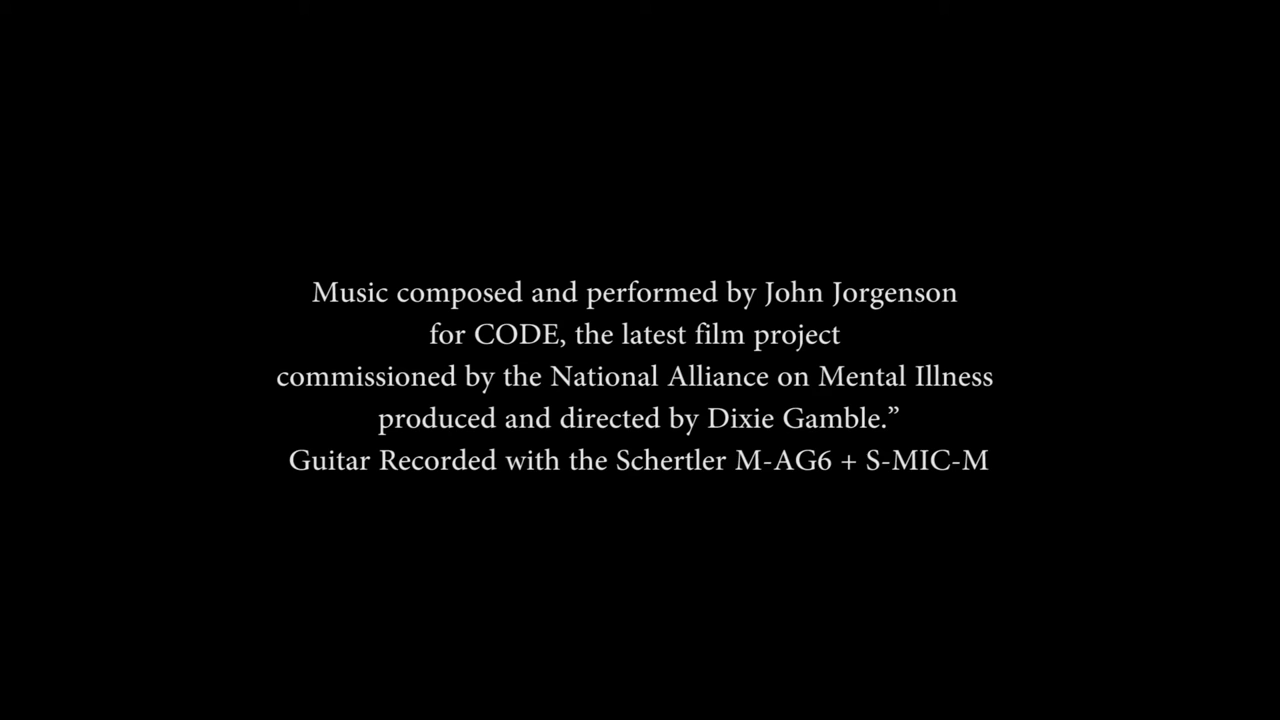 Music composed and performed by John Jorgenson
for CODE, the latest film project
commissioned by the National Alliance on Mental Illness
produced and directed by Dixie Gamble.”
Guitar Recorded with the Schertler M-AG6 + S-MIC-M